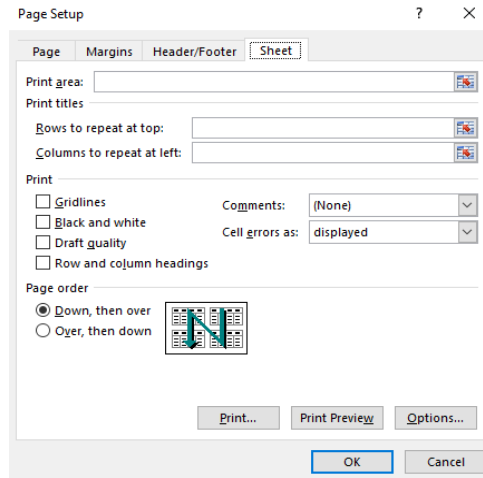 Page Setup ? ×
Page Margins Header/Footer Sheet
Print area:
Print titles
Rows to repeat at top:
Columns to repeat at left:
Print
Gridlines Comments: (None)
Black and white Cell errors as: displayed
Draft quality
Row and column headings
Page order
Down, then over
Over, then down
Print... Print Preview Options...
OK Cancel